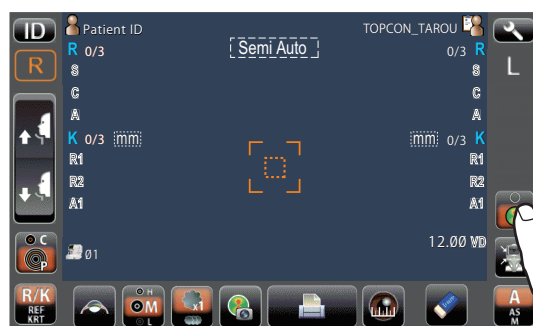 ID
Patient ID
TOPCON_TAROU
R
R 0/3
Semi Auto
0/3 R
L
S
S
C
C
A
A
K 0/3 mm
mm 0/3 K
R1
R1
R2
R2
A1
A1
C
P
01
12.00 VD
R/K
REF
KRT
H
M
L
x1
A
AS
M